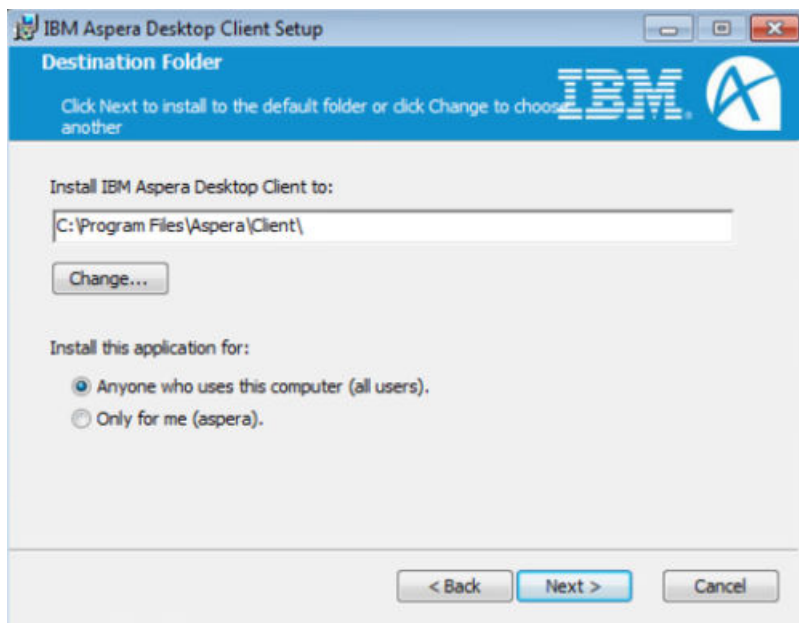 IBM Aspera Desktop Client Setup
Destination Folder
Click Next to install to the default folder or click Change to choose
another
IBM.
Install IBM Aspera Desktop Client to:
C:\Program Files\Aspera\Client\
Change...
Install this application for:
Anyone who uses this computer (all users).
Only for me (aspera).
< Back
Next >
Cancel